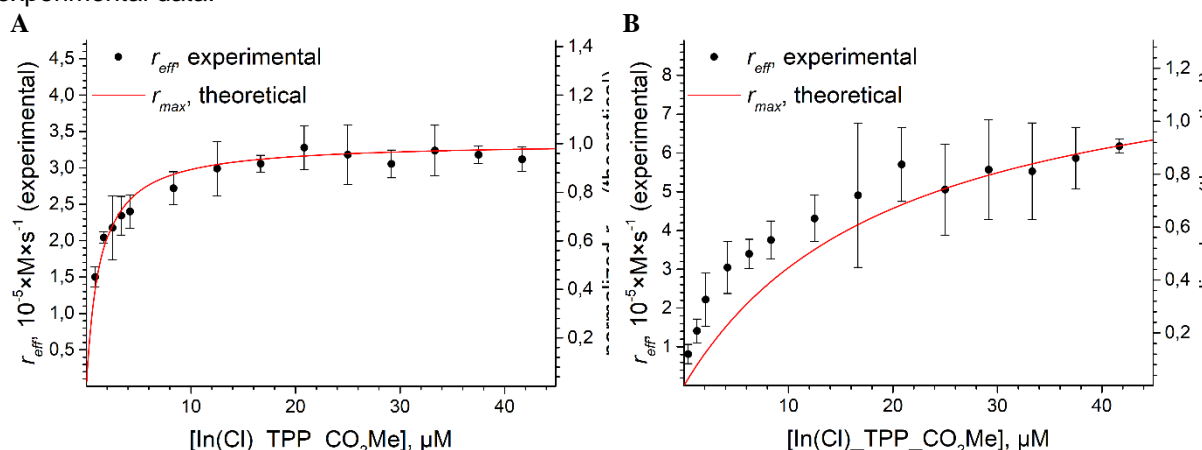 experimental data.
A
r_eff, experimental
r_max, theoretical
r_eff, 10⁻⁵×M×s⁻¹ (experimental)
4,5
4,0
3,5
3,0
2,5
2,0
1,5
1,0
0,5
1,4
1,2
1,0
0,8
0,6
0,4
0,2
10 20 30 40
[In(Cl)_TPP_CO₂Me], µM
B
r_eff, experimental
r_max, theoretical
r_eff, 10⁻⁵×M×s⁻¹ (experimental)
8
7
6
5
4
3
2
1
1,2
1,0
0,8
0,6
0,4
0,2
10 20 30 40
[In(Cl)_TPP_CO₂Me], µM